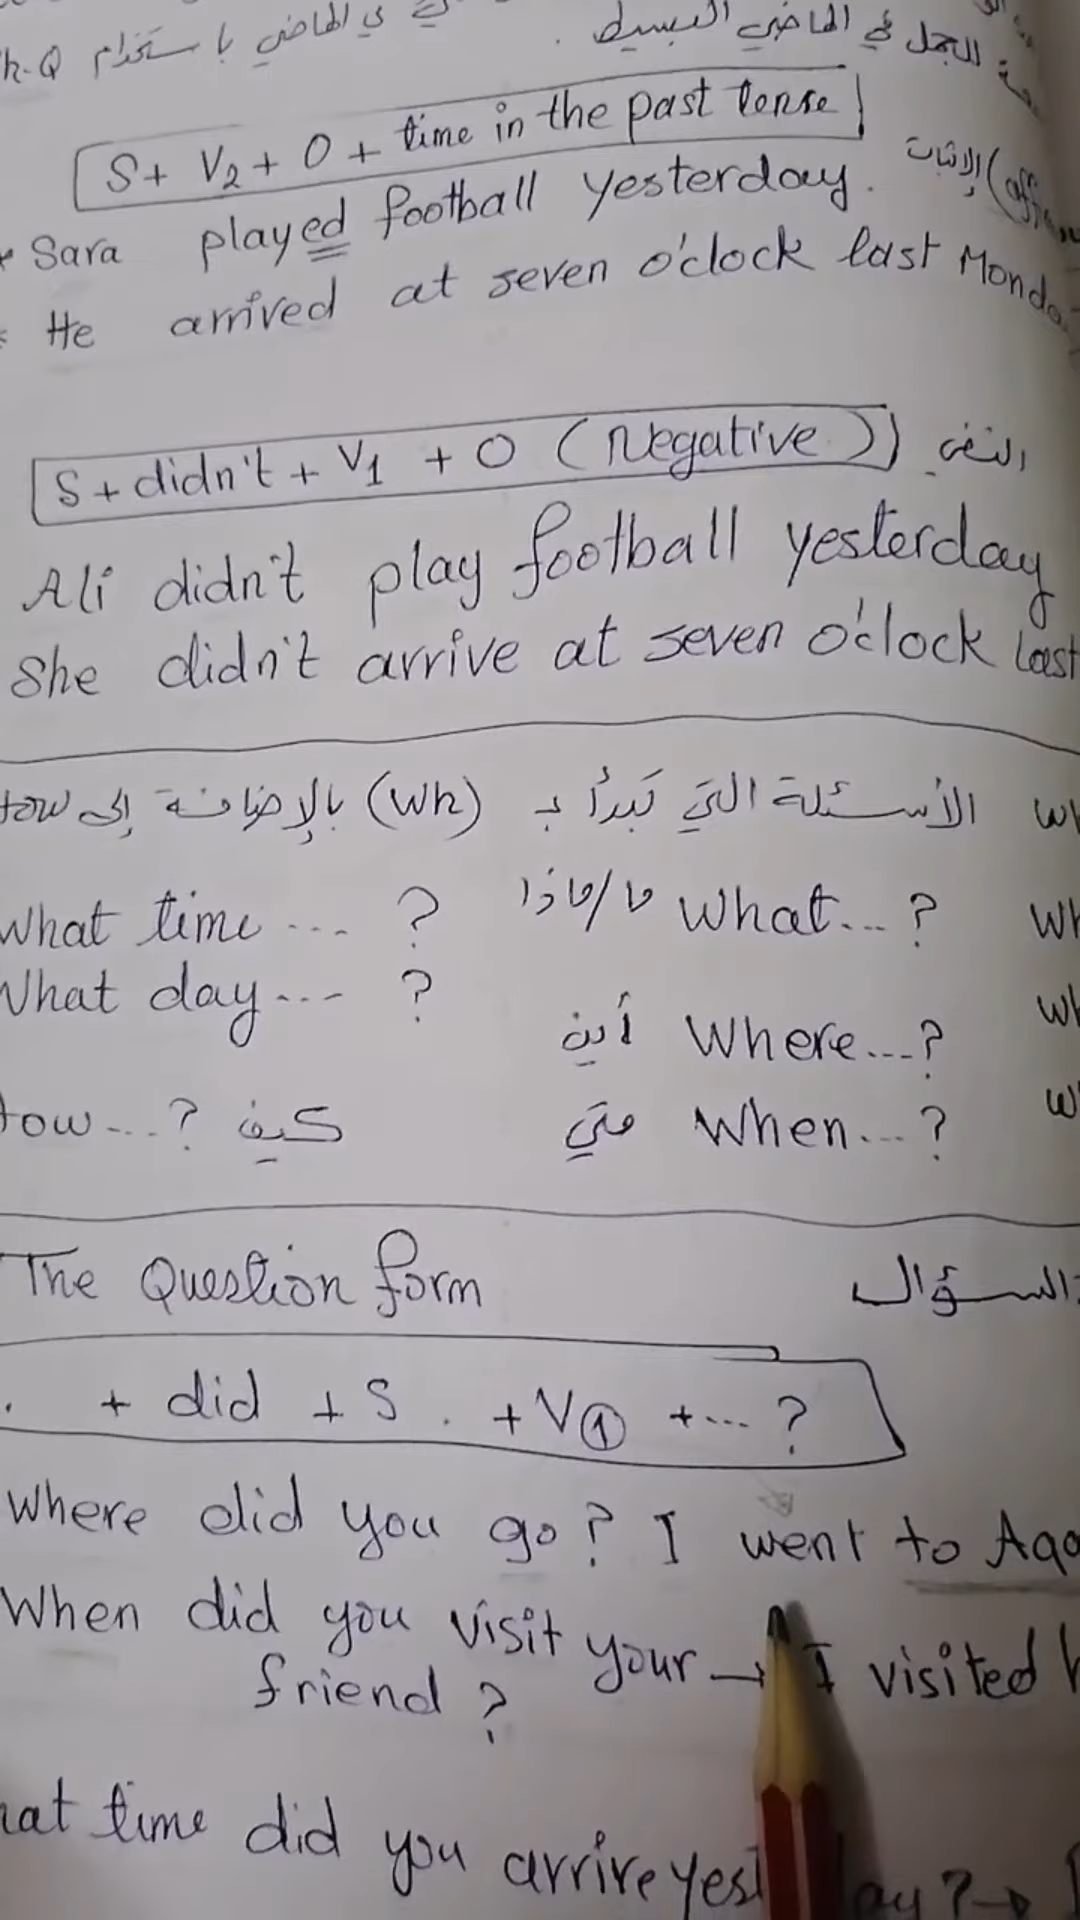 في الماضي باستخدام h-Q
الجمل في الماضي البسيط .
S + V2 + O + time in the past tense
الإثبات
Sara played football yesterday.
He arrived at seven o'clock last
S + didn't + V1 + O (Negative)) النفي
Ali didn't play football yesterday
She didn't arrive at seven o'clock last
الأسئلة التي تبدأ بـ (Wh) بالإضافة إلى
What time ... ?
ما/ماذا What...?
What day ... ?
أين Where...?
كيف ?...
متى When...?
The Question form
السؤال
+ did + S . + V1 + ... ?
Where did you go? I went to
When did you visit your → I visited
friend ?
time did you